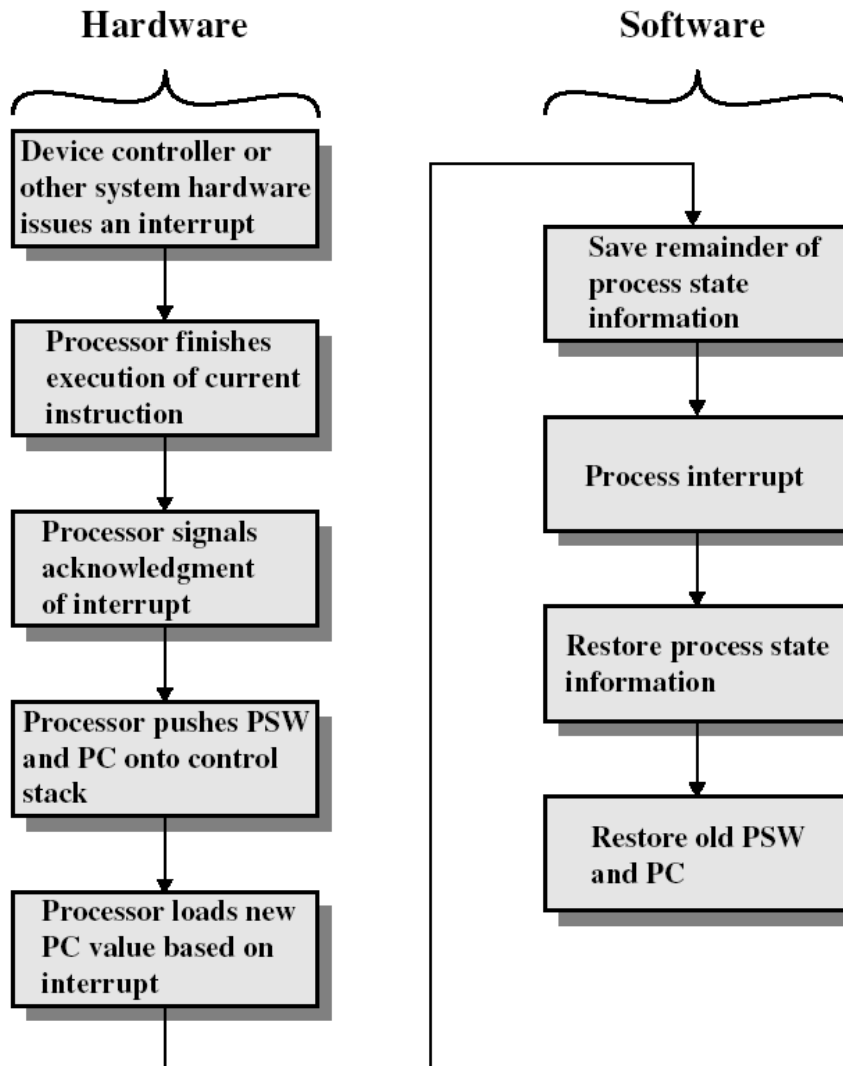 Hardware
Device controller or
other system hardware
issues an interrupt
Processor finishes
execution of current
instruction
Processor signals
acknowledgment
of interrupt
Processor pushes PSW
and PC onto control
stack
Processor loads new
PC value based on
interrupt
Software
Save remainder of
process state
information
Process interrupt
Restore process state
information
Restore old PSW
and PC